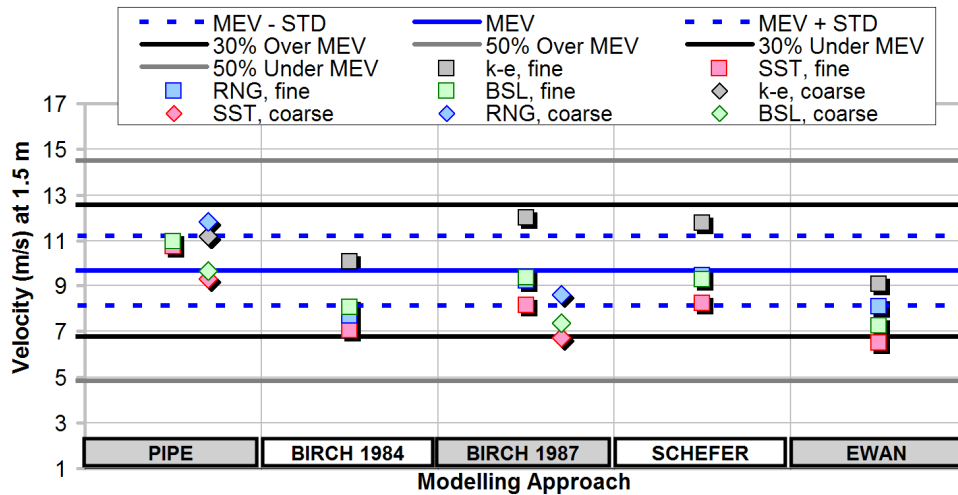 MEV - STD MEV MEV + STD
30% Over MEV 50% Over MEV 30% Under MEV
50% Under MEV k-e, fine SST, fine
RNG, fine BSL, fine k-e, coarse
SST, coarse RNG, coarse BSL, coarse
Velocity (m/s) at 1.5 m
17
15
13
11
9
7
5
3
1
PIPE BIRCH 1984 BIRCH 1987 SCHEFER EWAN
Modelling Approach